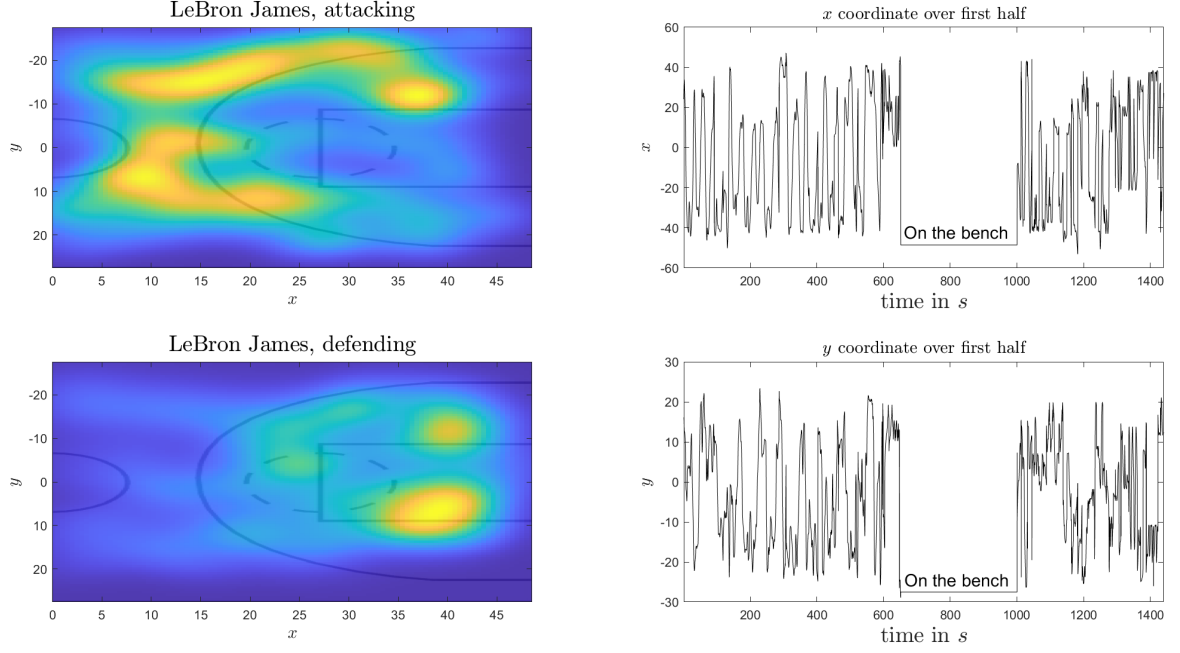 LeBron James, attacking
-20
-10
0
10
20
y
0 5 10 15 20 25 30 35 40 45
x
x coordinate over first half
60
40
20
0
-20
-40
-60
x
On the bench
200 400 600 800 1000 1200 1400
time in s
LeBron James, defending
-20
-10
0
10
20
y
0 5 10 15 20 25 30 35 40 45
x
y coordinate over first half
30
20
10
0
-10
-20
-30
y
On the bench
200 400 600 800 1000 1200 1400
time in s